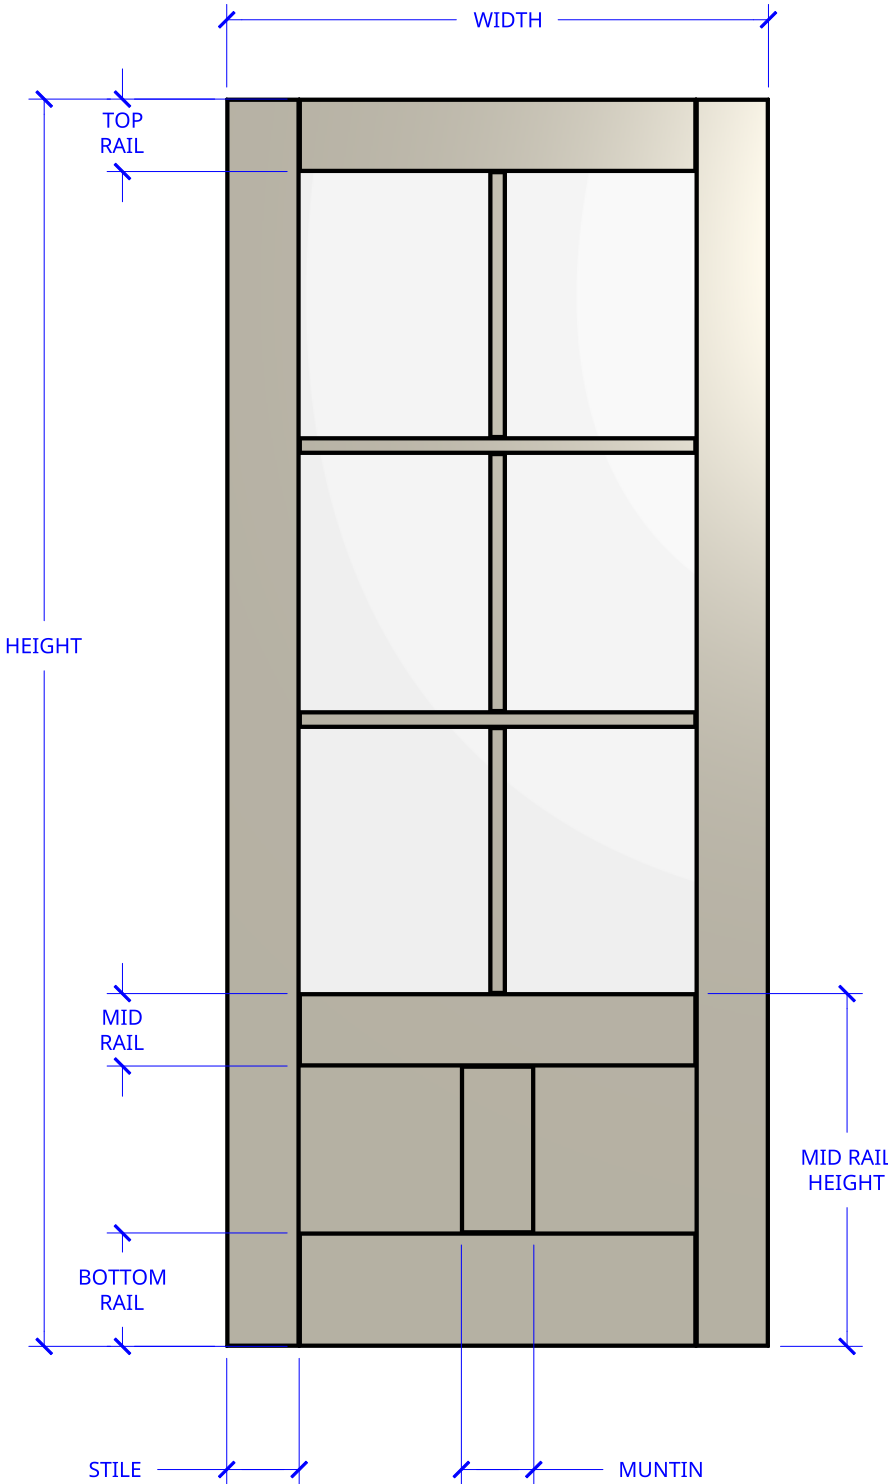 WIDTH
TOP
RAIL
HEIGHT
MID
RAIL
MID RAIL
HEIGHT
BOTTOM
RAIL
STILE
MUNTIN